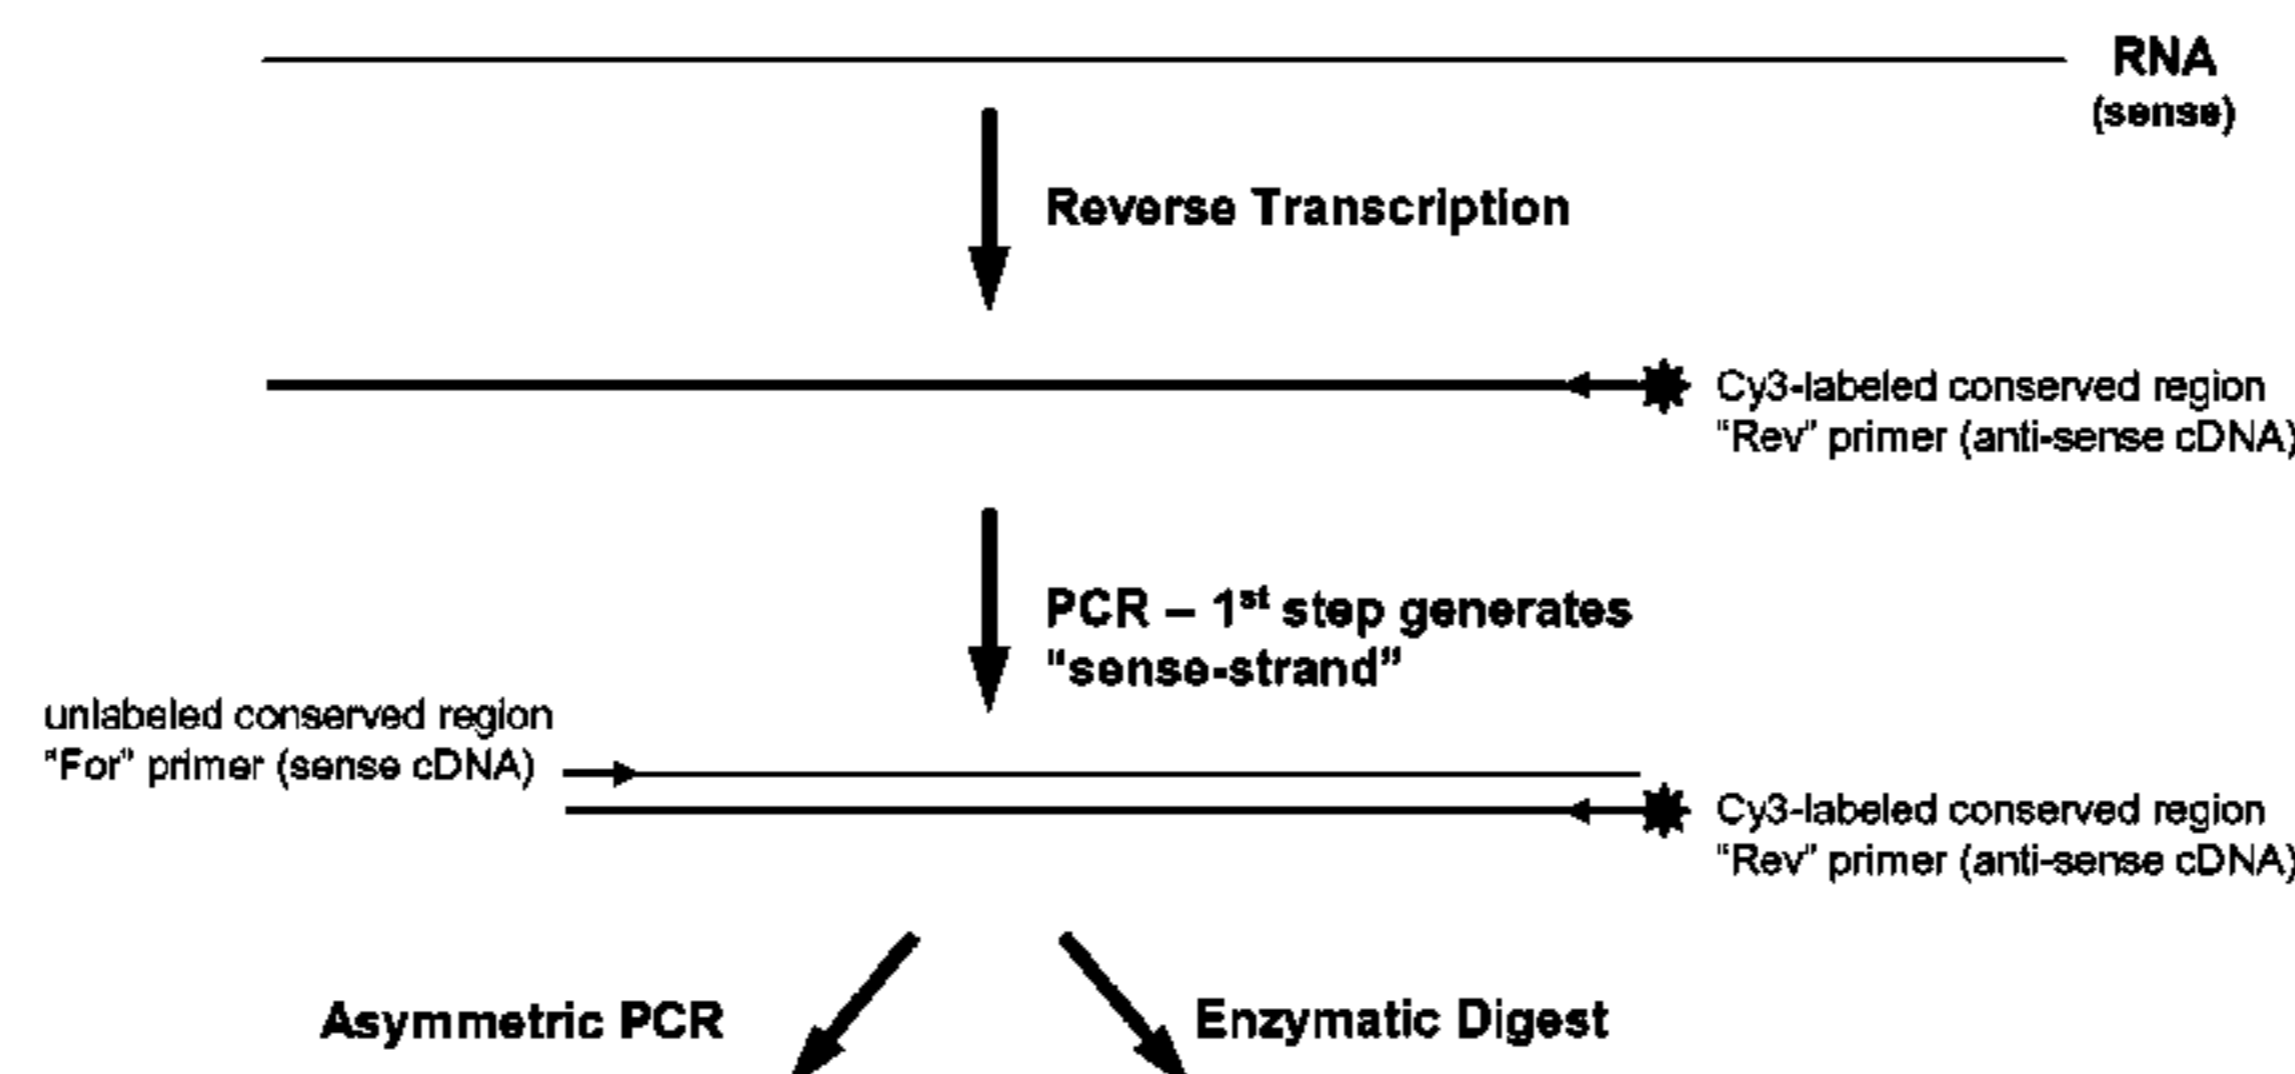 RNA
(sense)
Reverse Transcription
Cy3-labeled conserved region
“Rev” primer (anti-sense cDNA)
PCR – 1st step generates
“sense-strand”
unlabeled conserved region
“For” primer (sense cDNA)
Cy3-labeled conserved region
“Rev” primer (anti-sense cDNA)
Asymmetric PCR
Enzymatic Digest